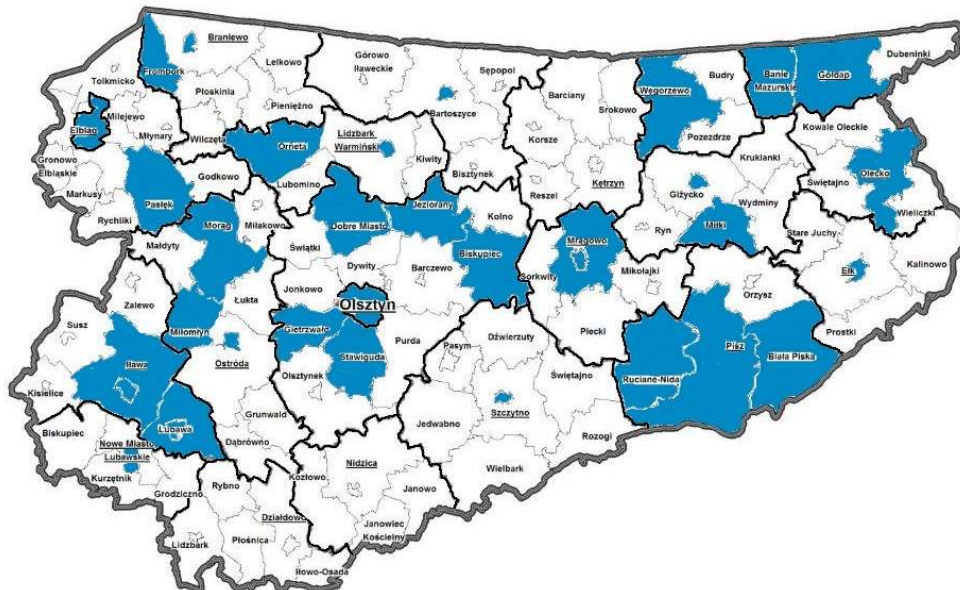 Braniewo
Frombork
Lelkowo
Górowo
Iławeckie
Sępopol
Dubeninki
Tolkmicko
Płoskinia
Pieniężno
Bartoszyce
Barciany
Srokowo
Węgorzewo
Budry
Banie
Mazurskie
Gołdap
Elbląg
Milejewo
Młynary
Wilczęta
Orneta
Lidzbark
Warmiński
Kiwity
Korsze
Pozezdrze
Kowale Oleckie
Gronowo
Elbląskie
Markusy
Pasłęk
Godkowo
Lubomino
Bisztynek
Reszel
Kętrzyn
Giżycko
Kruklanki
Świętajno
Olecko
Rychliki
Morąg
Miłakowo
Dobre Miasto
Jeziorany
Kolno
Mrągowo
Ryn
Miłki
Wydminy
Stare Juchy
Wieliczki
Małdyty
Świątki
Dywity
Barczewo
Biskupiec
Sorkwity
Mikołajki
Ełk
Kalinowo
Zalewo
Łukta
Jonkowo
Olsztyn
Orzysz
Susz
Miłomłyn
Gietrzwałd
Stawiguda
Purda
Pasym
Dźwierzuty
Piecki
Prostki
Iława
Ostróda
Olsztynek
Świętajno
Ruciane-Nida
Pisz
Biała Piska
Kisielice
Lubawa
Grunwald
Jedwabno
Szczytno
Biskupiec
Nowe Miasto
Lubawskie
Dąbrówno
Rozogi
Kurzętnik
Grodziczno
Rybno
Kozłowo
Nidzica
Wielbark
Janowo
Lidzbark
Płośnica
Działdowo
Janowiec
Kościelny
Iłowo-Osada